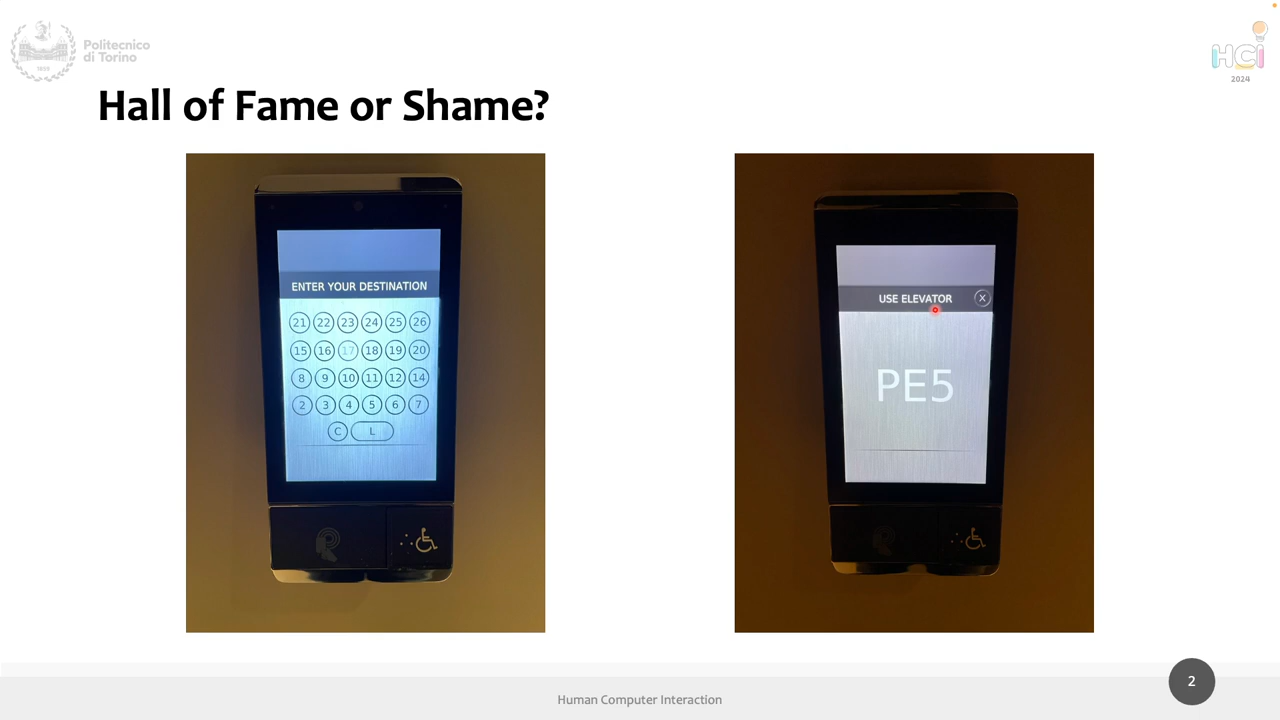 Politecnico
di Torino
1859
HCI
2024
Hall of Fame or Shame?
ENTER YOUR DESTINATION
21 22 23 24 25 26
15 16 17 18 19 20
8 9 10 11 12 14
2 3 4 5 6 7
C L
USE ELEVATOR X
PE5
Human Computer Interaction
2